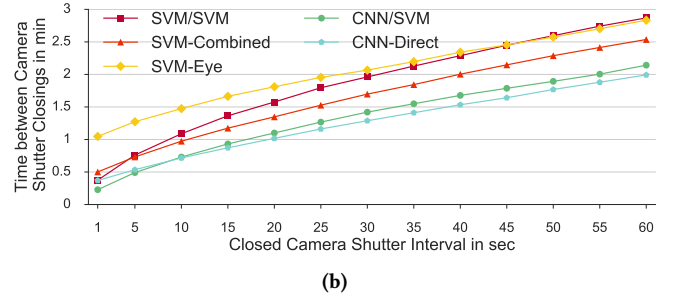 3
2.5
2
1.5
1
0.5
0
Time between Camera
Shutter Closings in min
SVM/SVM
SVM-Combined
SVM-Eye
CNN/SVM
CNN-Direct
1 5 10 15 20 25 30 35 40 45 50 55 60
Closed Camera Shutter Interval in sec
(b)